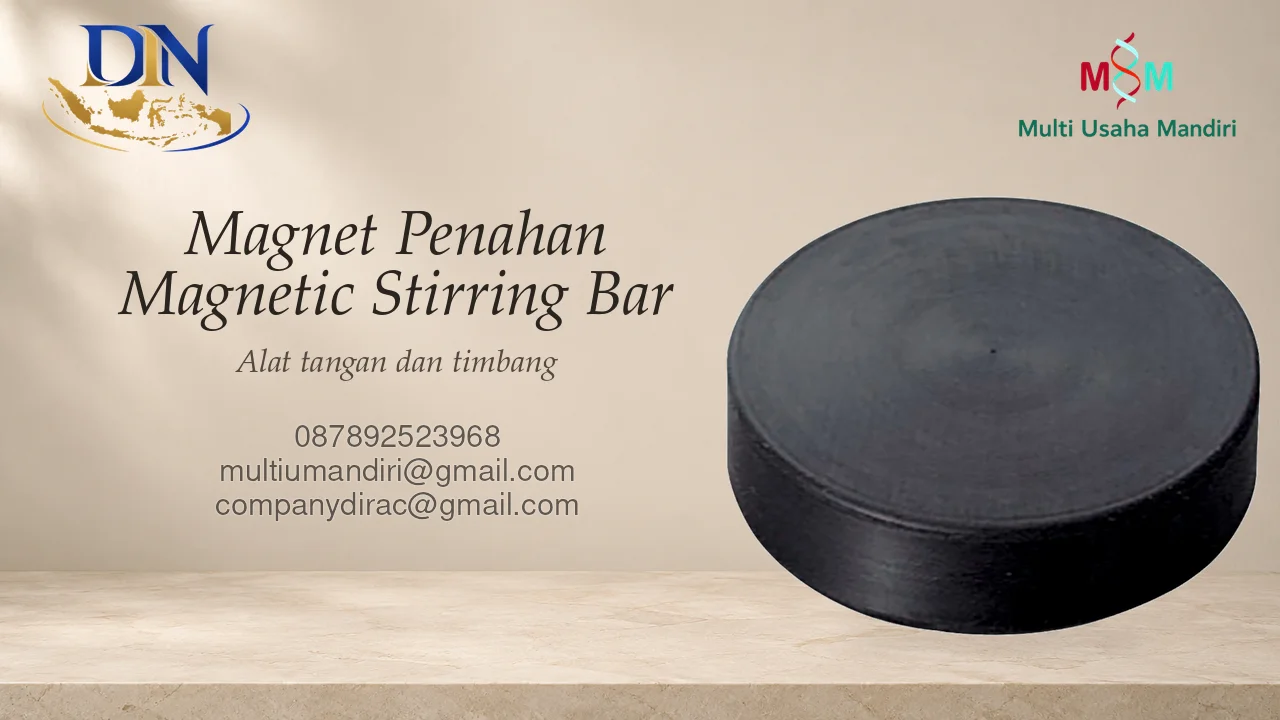 DN
M M
Multi Usaha Mandiri
Magnet Penahan
Magnetic Stirring Bar
Alat tangan dan timbang
087892523968
multiumandiri@gmail.com
companydirac@gmail.com